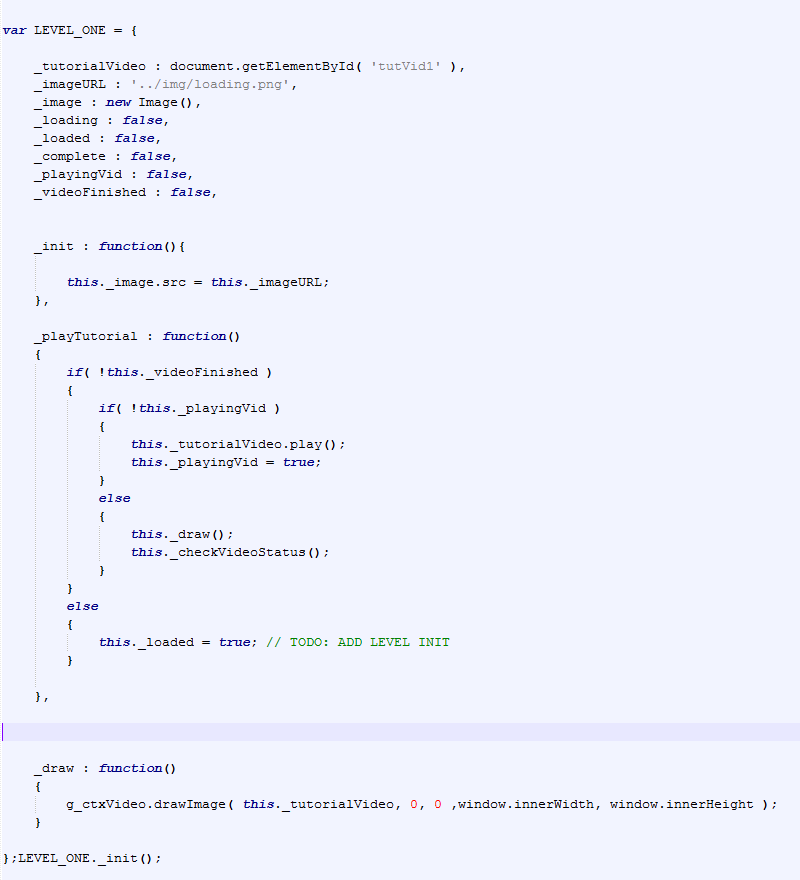 var LEVEL_ONE = {
_tutorialVideo : document.getElementById( 'tutVid1' ),
_imageURL : '../img/loading.png',
_image : new Image(),
_loading : false,
_loaded : false,
_complete : false,
_playingVid : false,
_videoFinished : false,
_init : function(){
this._image.src = this._imageURL;
},
_playTutorial : function()
{
if( !this._videoFinished )
{
if( !this._playingVid )
{
this._tutorialVideo.play();
this._playingVid = true;
}
else
{
this._draw();
this._checkVideoStatus();
}
}
else
{
this._loaded = true; // TODO: ADD LEVEL INIT
}
},
_draw : function()
{
g_ctxVideo.drawImage( this._tutorialVideo, 0, 0 ,window.innerWidth, window.innerHeight );
}
};LEVEL_ONE._init();